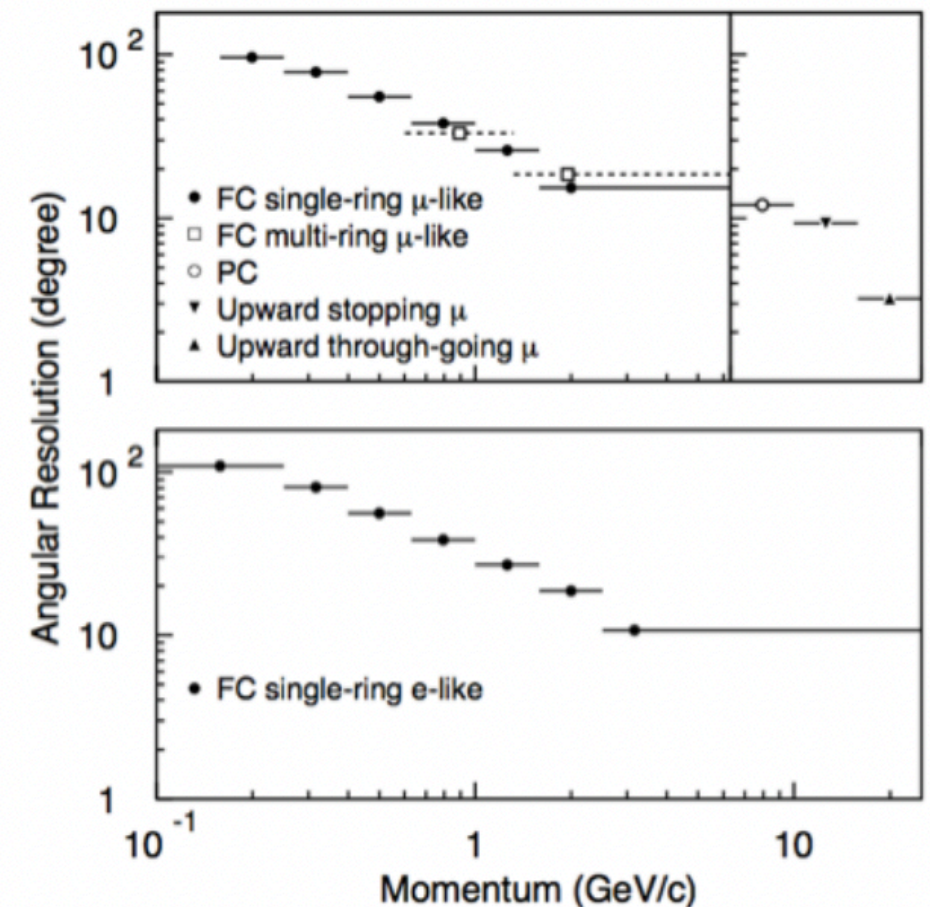 Angular Resolution (degree)
10 2
10
1
FC single-ring μ-like
FC multi-ring μ-like
PC
Upward stopping μ
Upward through-going μ
10 2
10
1
FC single-ring e-like
10 -1
1
10
Momentum (GeV/c)